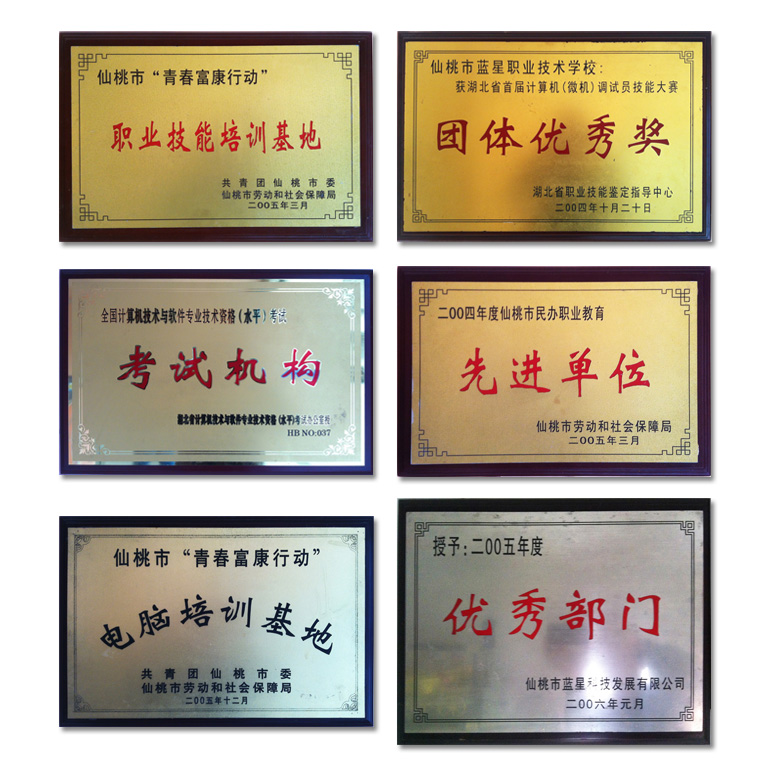 仙桃市“青春富康行动”
职业技能培训基地
共青团仙桃市委
仙桃市劳动和社会保障局
二00五年三月
仙桃市蓝星职业技术学校:
获湖北省首届计算机(微机)调试员技能大赛
团体优秀奖
湖北省职业技能鉴定指导中心
二00四年十月二十日
全国计算机技术与软件专业技术资格(水平)考试
考试机构
湖北省计算机技术与软件专业技术资格(水平)考试办公室授
HB NO:037
二00四年度仙桃市民办职业教育
先进单位
仙桃市劳动和社会保障局
二00五年三月
仙桃市“青春富康行动”
电脑培训基地
共青团仙桃市委
仙桃市劳动和社会保障局
二00五年十二月
授予:二00五年度
优秀部门
仙桃市蓝星科技发展有限公司
二00六年元月